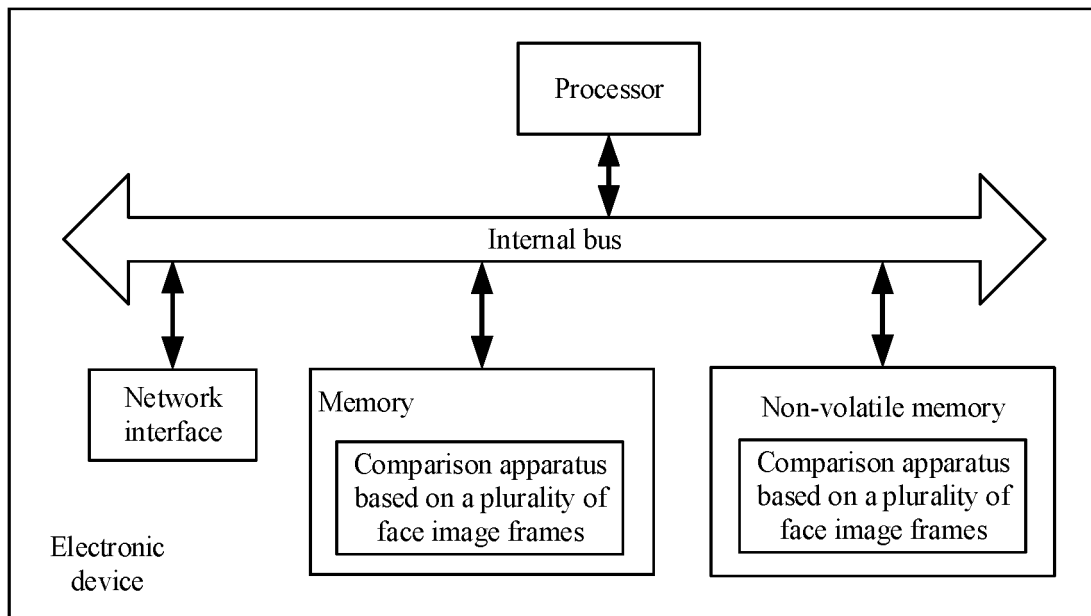 Processor
Internal bus
Network
interface
Memory
Comparison apparatus
based on a plurality of
face image frames
Non-volatile memory
Comparison apparatus
based on a plurality of
face image frames
Electronic
device